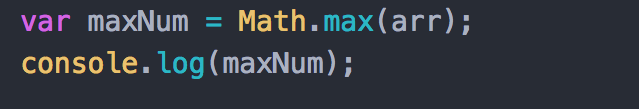 var maxNum = Math.max(arr);
console.log(maxNum);